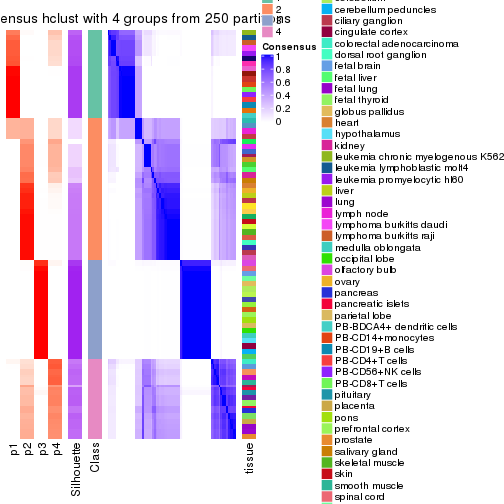 ensus hclust with 4 groups from 250 parti
ns
2
4
Consensus
1
0.8
0.6
0.4
0.2
0
p1
p2
p3
p4
Silhouette
Class
tissue
cerebellum peduncles
ciliary ganglion
cingulate cortex
colorectal adenocarcinoma
dorsal root ganglion
fetal brain
fetal liver
fetal lung
fetal thyroid
globus pallidus
heart
hypothalamus
kidney
leukemia chronic myelogenous K562
leukemia lymphoblastic molt4
leukemia promyelocytic hl60
liver
lung
lymph node
lymphoma burkitts daudi
lymphoma burkitts raji
medulla oblongata
occipital lobe
olfactory bulb
ovary
pancreas
pancreatic islets
parietal lobe
PB-BDCA4+ dendritic cells
PB-CD14+monocytes
PB-CD19+B cells
PB-CD4+T cells
PB-CD56+NK cells
PB-CD8+T cells
pituitary
placenta
pons
prefrontal cortex
prostate
salivary gland
skeletal muscle
skin
smooth muscle
spinal cord